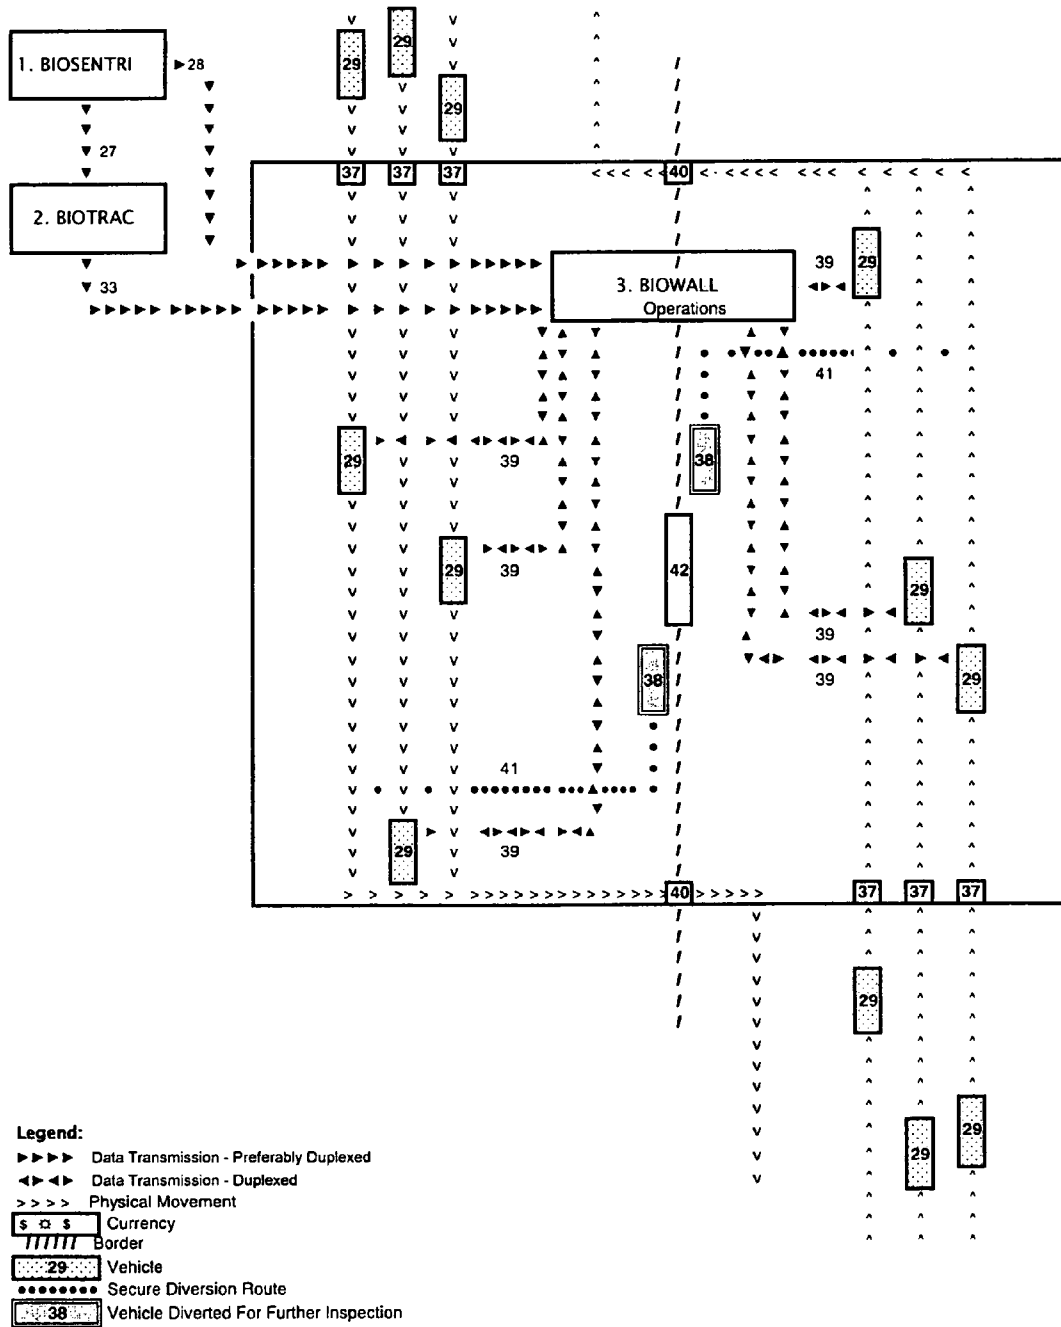 29
29
29
1. BIOSENTRI
28
27
37
37
37
40
2. BIOTRAC
33
3. BIOWALL
Operations
39
29
41
29
39
38
29
39
42
29
39
39
29
38
41
29
39
40
37
37
37
29
29
29
Legend:
Data Transmission - Preferably Duplexed
Data Transmission - Duplexed
> > > > Physical Movement
$ ¤ $ Currency
////// Border
29 Vehicle
Secure Diversion Route
38 Vehicle Diverted For Further Inspection